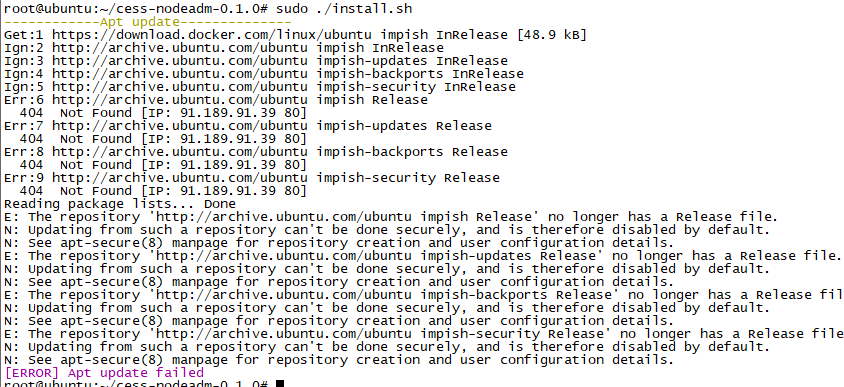 root@ubuntu:~/cess-nodeadm-0.1.0# sudo ./install.sh
------------Apt update--------------
Get:1 https://download.docker.com/linux/ubuntu impish InRelease [48.9 kB]
Ign:2 http://archive.ubuntu.com/ubuntu impish InRelease
Ign:3 http://archive.ubuntu.com/ubuntu impish-updates InRelease
Ign:4 http://archive.ubuntu.com/ubuntu impish-backports InRelease
Ign:5 http://archive.ubuntu.com/ubuntu impish-security InRelease
Err:6 http://archive.ubuntu.com/ubuntu impish Release
  404  Not Found [IP: 91.189.91.39 80]
Err:7 http://archive.ubuntu.com/ubuntu impish-updates Release
  404  Not Found [IP: 91.189.91.39 80]
Err:8 http://archive.ubuntu.com/ubuntu impish-backports Release
  404  Not Found [IP: 91.189.91.39 80]
Err:9 http://archive.ubuntu.com/ubuntu impish-security Release
  404  Not Found [IP: 91.189.91.39 80]
Reading package lists... Done
E: The repository 'http://archive.ubuntu.com/ubuntu impish Release' no longer has a Release file.
N: Updating from such a repository can't be done securely, and is therefore disabled by default.
N: See apt-secure(8) manpage for repository creation and user configuration details.
E: The repository 'http://archive.ubuntu.com/ubuntu impish-updates Release' no longer has a Release file.
N: Updating from such a repository can't be done securely, and is therefore disabled by default.
N: See apt-secure(8) manpage for repository creation and user configuration details.
E: The repository 'http://archive.ubuntu.com/ubuntu impish-backports Release' no longer has a Release fil
N: Updating from such a repository can't be done securely, and is therefore disabled by default.
N: See apt-secure(8) manpage for repository creation and user configuration details.
E: The repository 'http://archive.ubuntu.com/ubuntu impish-security Release' no longer has a Release file
N: Updating from such a repository can't be done securely, and is therefore disabled by default.
N: See apt-secure(8) manpage for repository creation and user configuration details.
[ERROR] Apt update failed
root@ubuntu:~/cess-nodeadm-0.1.0#